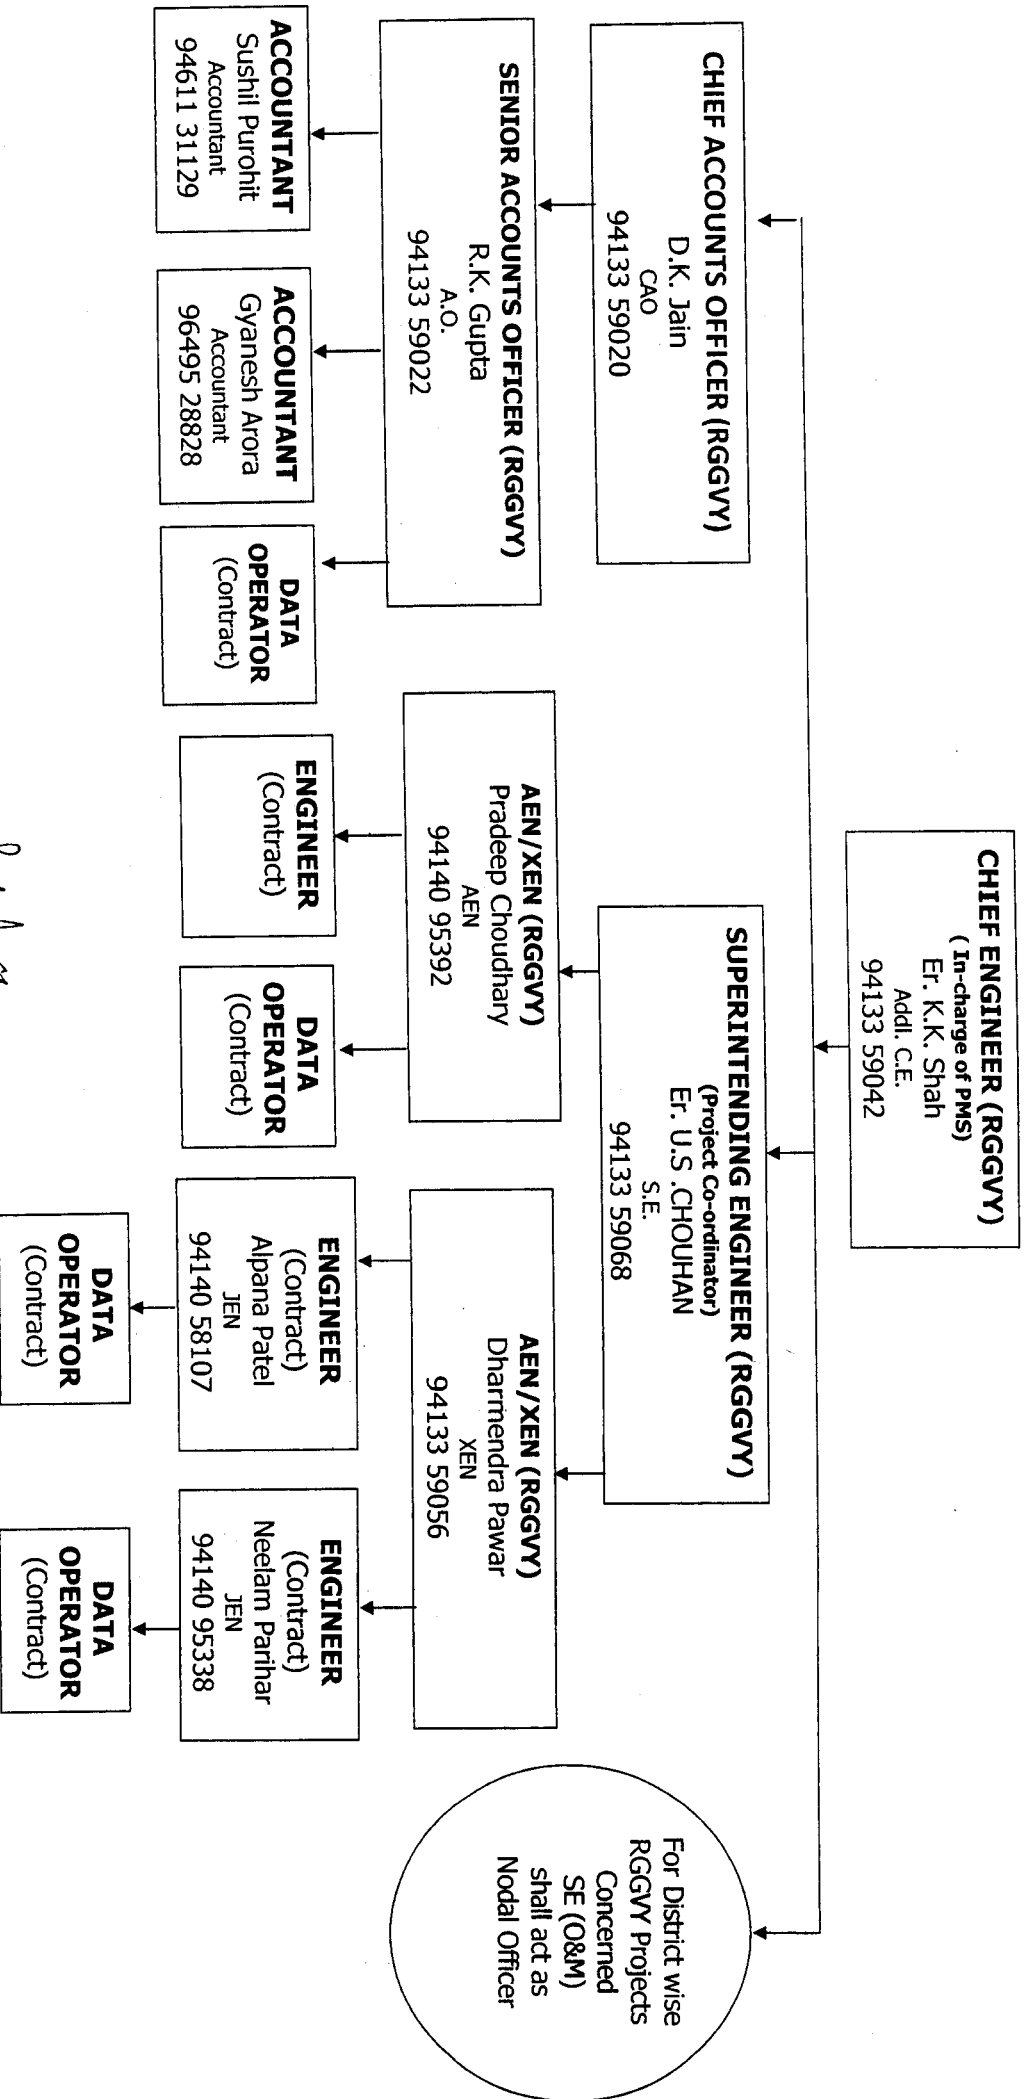 CHIEF ENGINEER (RGGVY)
( In-charge of PMS)
Er. K.K. Shah
Addl. C.E.
94133 59042
CHIEF ACCOUNTS OFFICER (RGGVY)
D.K. Jain
CAO
94133 59020
SUPERINTENDING ENGINEER (RGGVY)
(Project Co-ordinator)
Er. U.S .CHOUHAN
S.E.
94133 59068
For District wise
RGGVY Projects
Concerned
SE (O&M)
shall act as
Nodal Officer
SENIOR ACCOUNTS OFFICER (RGGVY)
R.K. Gupta
A.O.
94133 59022
AEN/XEN (RGGVY)
Pradeep Choudhary
AEN
94140 95392
AEN/XEN (RGGVY)
Dharmendra Pawar
XEN
94133 59056
ACCOUNTANT
Sushil Purohit
Accountant
94611 31129
ACCOUNTANT
Gyanesh Arora
Accountant
96495 28828
DATA
OPERATOR
(Contract)
ENGINEER
(Contract)
DATA
OPERATOR
(Contract)
ENGINEER
(Contract)
Alpana Patel
JEN
94140 58107
ENGINEER
(Contract)
Neelam Parihar
JEN
94140 95338
DATA
OPERATOR
(Contract)
DATA
OPERATOR
(Contract)